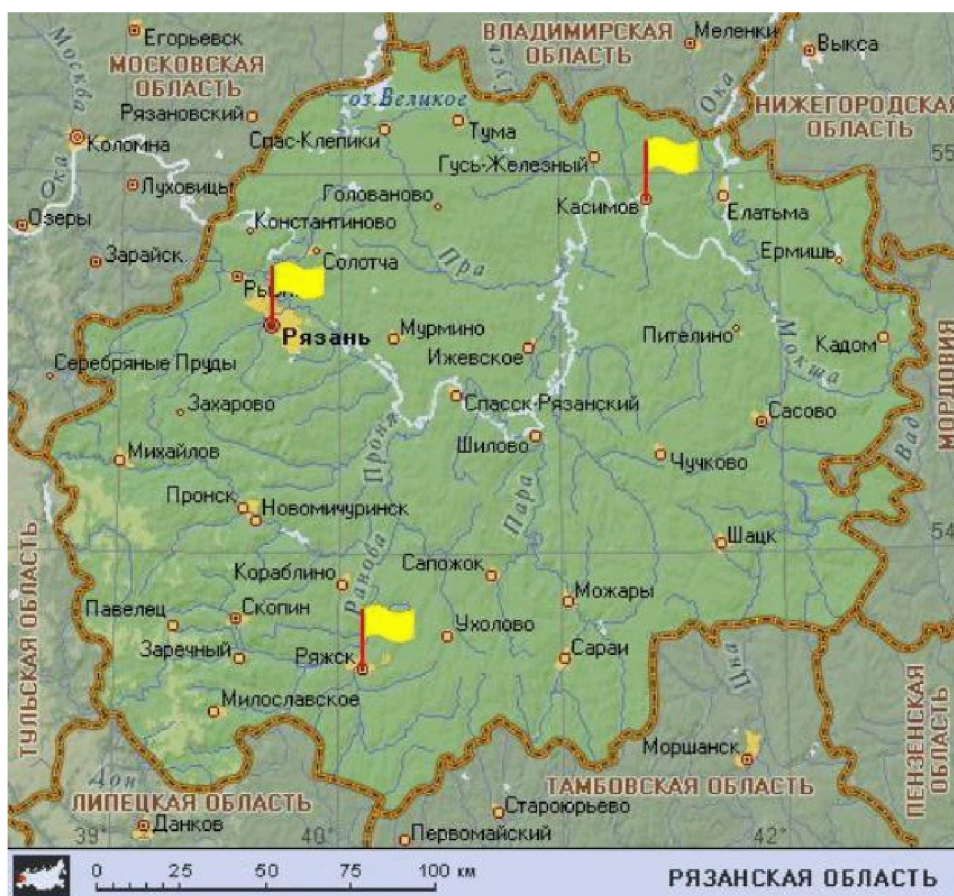 Егорьевск
МОСКОВСКАЯ
ОБЛАСТЬ
Москва
Рязановский
Коломна
Ока
Луховицы
Озеры
Зарайск
ВЛАДИМИРСКАЯ
ОБЛАСТЬ
Меленки
Выкса
Ока
НИЖЕГОРОДСКАЯ
ОБЛАСТЬ
оз. Великое
Спас-Клепики
Тума
Гусь-Железный
55
Голованово
Касимов
Елатьма
Константиново
Солотча
Пра
Ермишь
Рязань
Мурмино
Ижевское
Пителино
Мокша
Кадом
МОРДОВИЯ
Серебряные Пруды
Захарово
Спасск-Рязанский
Сасово
Вад
Михайлов
Проня
Шилово
Чучково
Пара
Пронск
Новомичуринск
Шацк
54
ТУЛЬСКАЯ ОБЛАСТЬ
Кораблино
Ранова
Сапожок
Можары
Павелец
Скопин
Ухолово
Заречный
Ряжск
Сараи
Цна
Милославское
Моршанск
ПЕНЗЕНСКАЯ
ОБЛАСТЬ
Дон
ЛИПЕЦКАЯ ОБЛАСТЬ
ТАМБОВСКАЯ ОБЛАСТЬ
Староюрьево
39°
Данков
40°
Первомайский
42°
0 25 50 75 100 км
РЯЗАНСКАЯ ОБЛАСТЬ